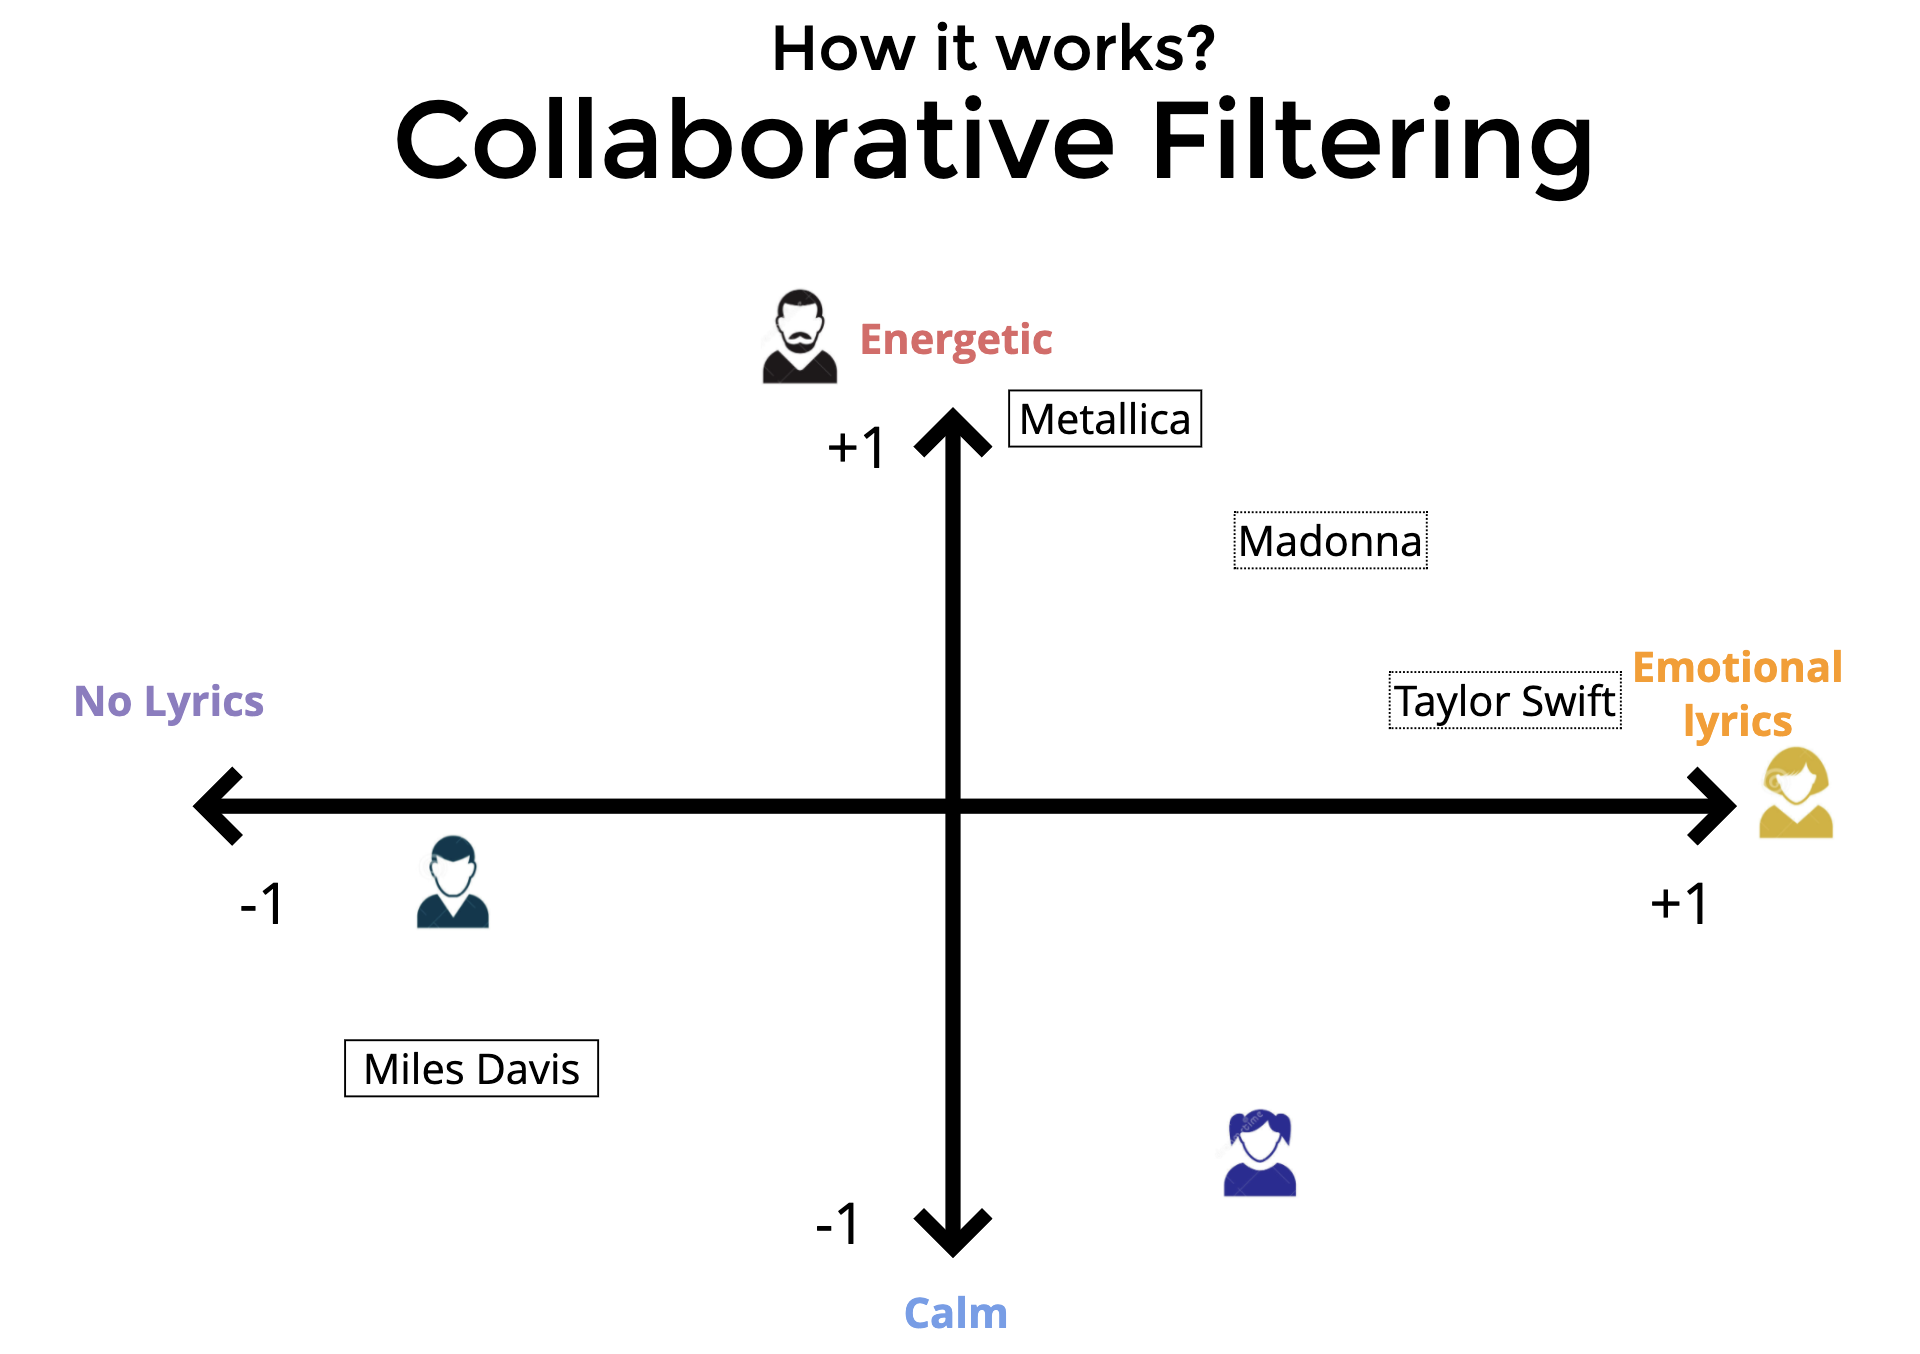 How it works?
Collaborative Filtering
Energetic
Metallica
+1
Madonna
Emotional
lyrics
No Lyrics
Taylor Swift
-1
+1
Miles Davis
-1
Calm